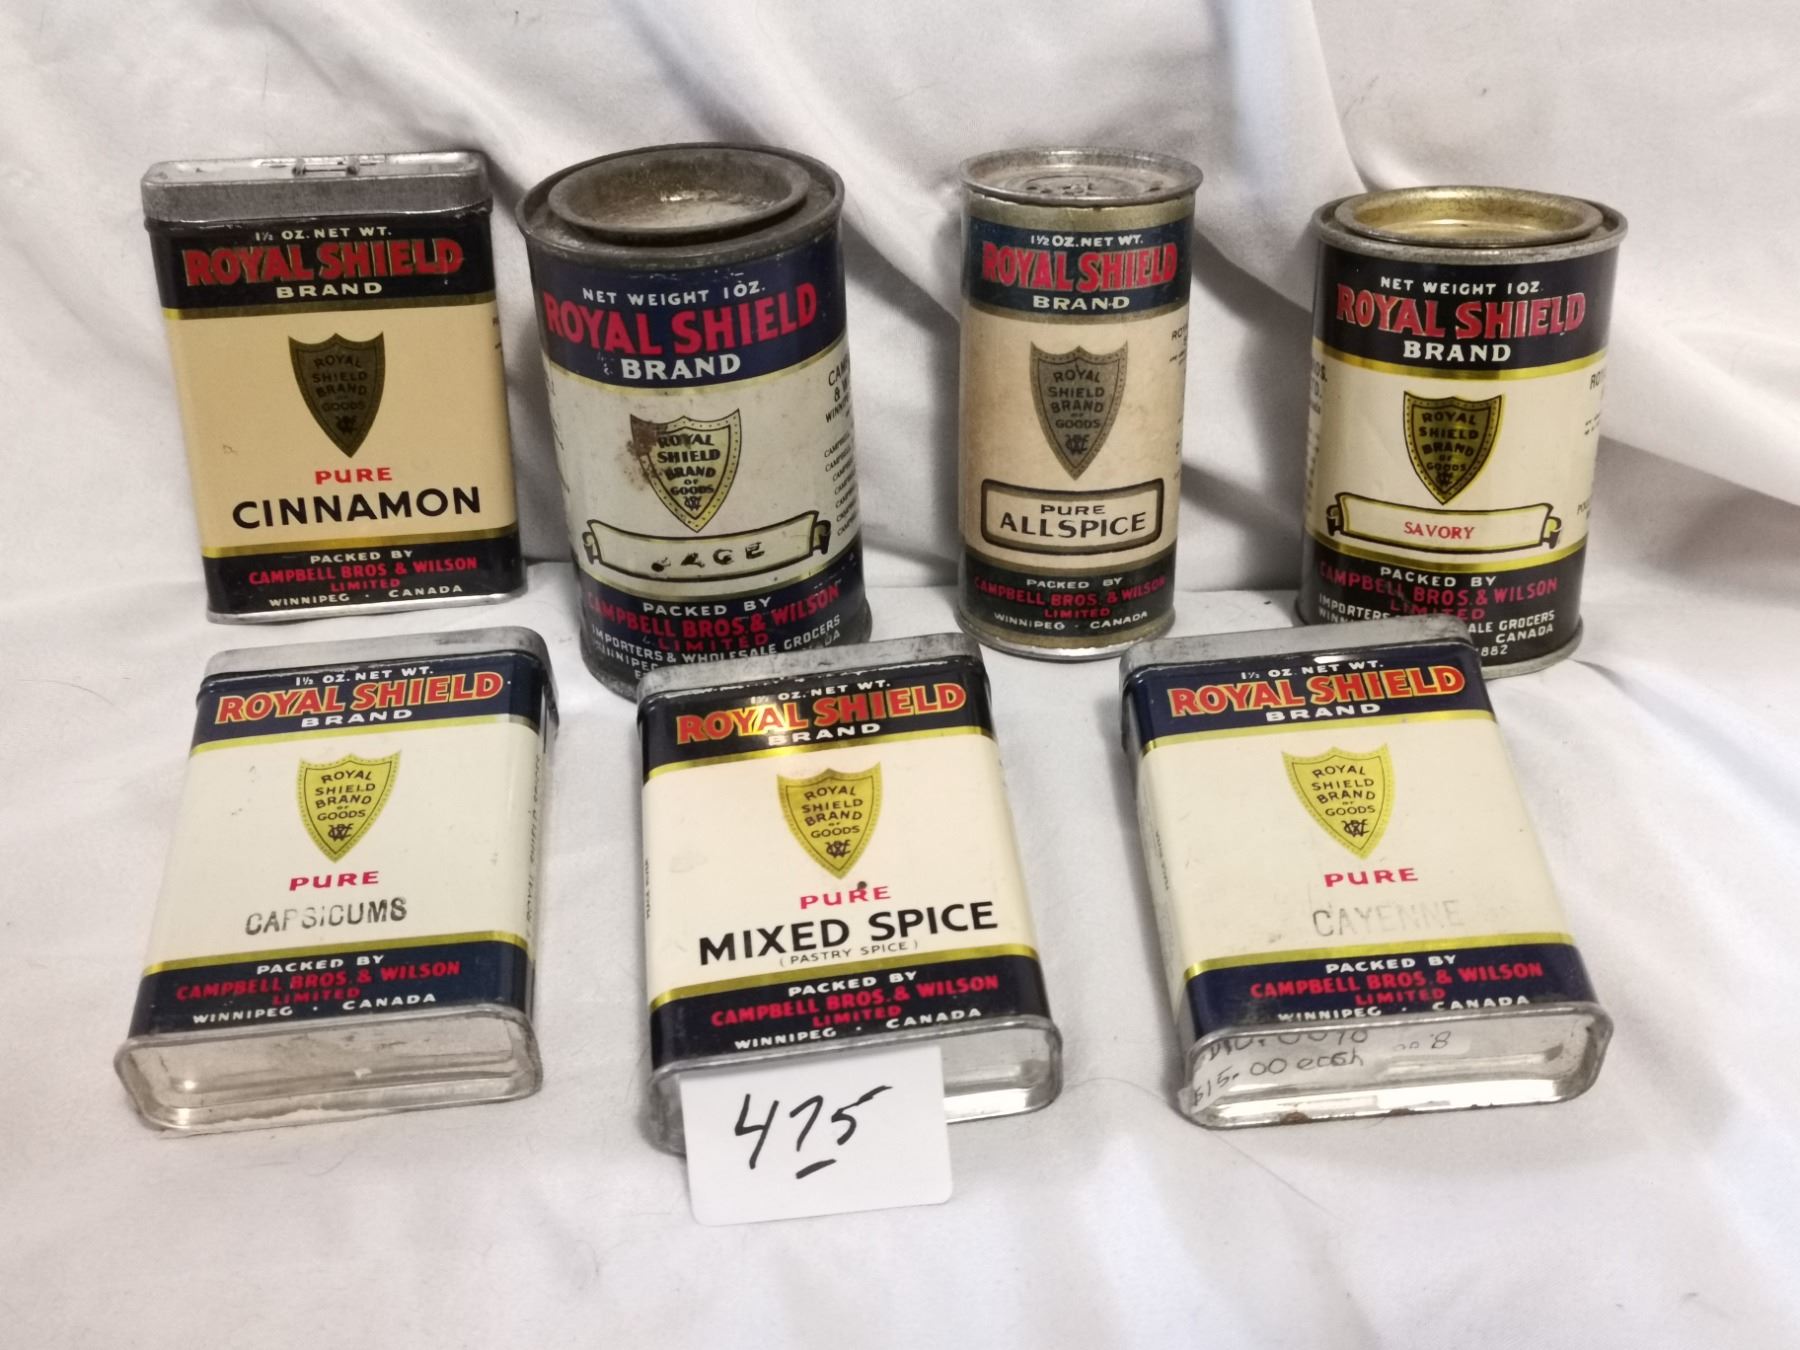 1½ OZ. NET WT.
ROYAL SHIELD
BRAND
ROYAL
SHIELD
BRAND
OF
GOODS
PURE
CINNAMON
PACKED BY
CAMPBELL BROS. & WILSON
LIMITED
WINNIPEG · CANADA
NET WEIGHT 1 OZ.
ROYAL SHIELD
BRAND
ROYAL
SHIELD
BRAND
OF
GOODS
SAGE
PACKED BY
CAMPBELL BROS. & WILSON
LIMITED
IMPORTERS & WHOLESALE GROCERS
1½ OZ. NET WT.
ROYAL SHIELD
BRAND
ROYAL
SHIELD
BRAND
OF
GOODS
PURE
ALLSPICE
PACKED BY
CAMPBELL BROS. & WILSON
LIMITED
WINNIPEG · CANADA
NET WEIGHT 1 OZ.
ROYAL SHIELD
BRAND
ROYAL
SHIELD
BRAND
OF
GOODS
SAVORY
PACKED BY
CAMPBELL BROS. & WILSON
LIMITED
IMPORTERS ALE GROCERS
CANADA
1882
1½ OZ. NET WT.
ROYAL SHIELD
BRAND
ROYAL
SHIELD
BRAND
OF
GOODS
PURE
CAPSICUMS
PACKED BY
CAMPBELL BROS. & WILSON
LIMITED
WINNIPEG · CANADA
1½ OZ. NET WT.
ROYAL SHIELD
BRAND
ROYAL
SHIELD
BRAND
OF
GOODS
PURE
MIXED SPICE
(PASTRY SPICE)
PACKED BY
CAMPBELL BROS. & WILSON
LIMITED
WINNIPEG · CANADA
475
1½ OZ. NET WT.
ROYAL SHIELD
BRAND
ROYAL
SHIELD
BRAND
OF
GOODS
PURE
CAYENNE
PACKED BY
CAMPBELL BROS. & WILSON
LIMITED
WINNIPEG · CANADA
$15.00 each